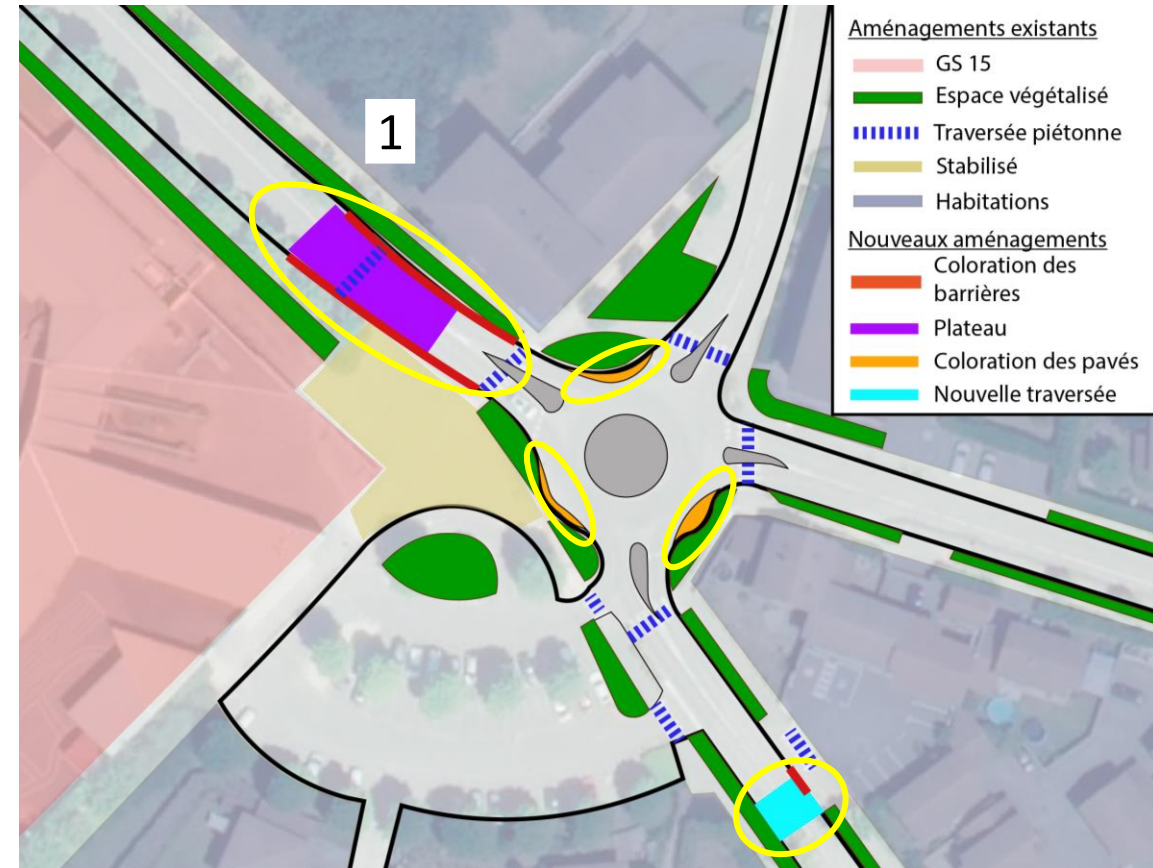 1
Aménagements existants
GS 15
Espace végétalisé
Traversée piétonne
Stabilisé
Habitations
Nouveaux aménagements
Coloration des
barrières
Plateau
Coloration des pavés
Nouvelle traversée